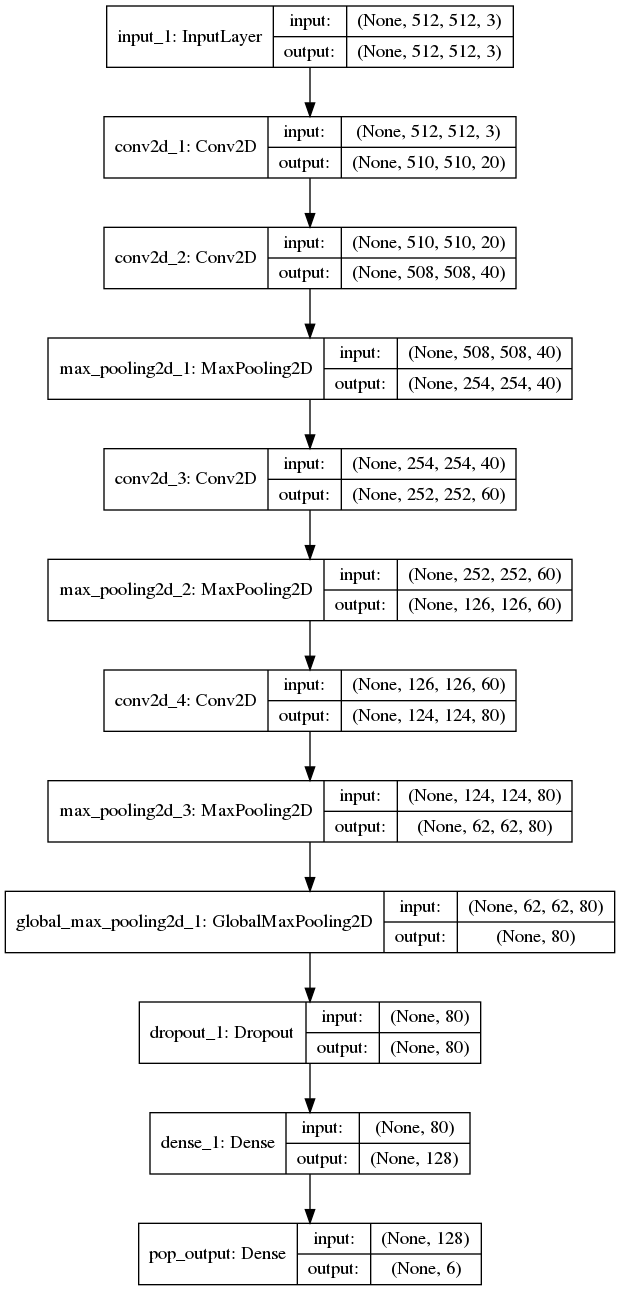 input_1: InputLayer
input:
(None, 512, 512, 3)
output:
(None, 512, 512, 3)
conv2d_1: Conv2D
input:
(None, 512, 512, 3)
output:
(None, 510, 510, 20)
conv2d_2: Conv2D
input:
(None, 510, 510, 20)
output:
(None, 508, 508, 40)
max_pooling2d_1: MaxPooling2D
input:
(None, 508, 508, 40)
output:
(None, 254, 254, 40)
conv2d_3: Conv2D
input:
(None, 254, 254, 40)
output:
(None, 252, 252, 60)
max_pooling2d_2: MaxPooling2D
input:
(None, 252, 252, 60)
output:
(None, 126, 126, 60)
conv2d_4: Conv2D
input:
(None, 126, 126, 60)
output:
(None, 124, 124, 80)
max_pooling2d_3: MaxPooling2D
input:
(None, 124, 124, 80)
output:
(None, 62, 62, 80)
global_max_pooling2d_1: GlobalMaxPooling2D
input:
(None, 62, 62, 80)
output:
(None, 80)
dropout_1: Dropout
input:
(None, 80)
output:
(None, 80)
dense_1: Dense
input:
(None, 80)
output:
(None, 128)
pop_output: Dense
input:
(None, 128)
output:
(None, 6)